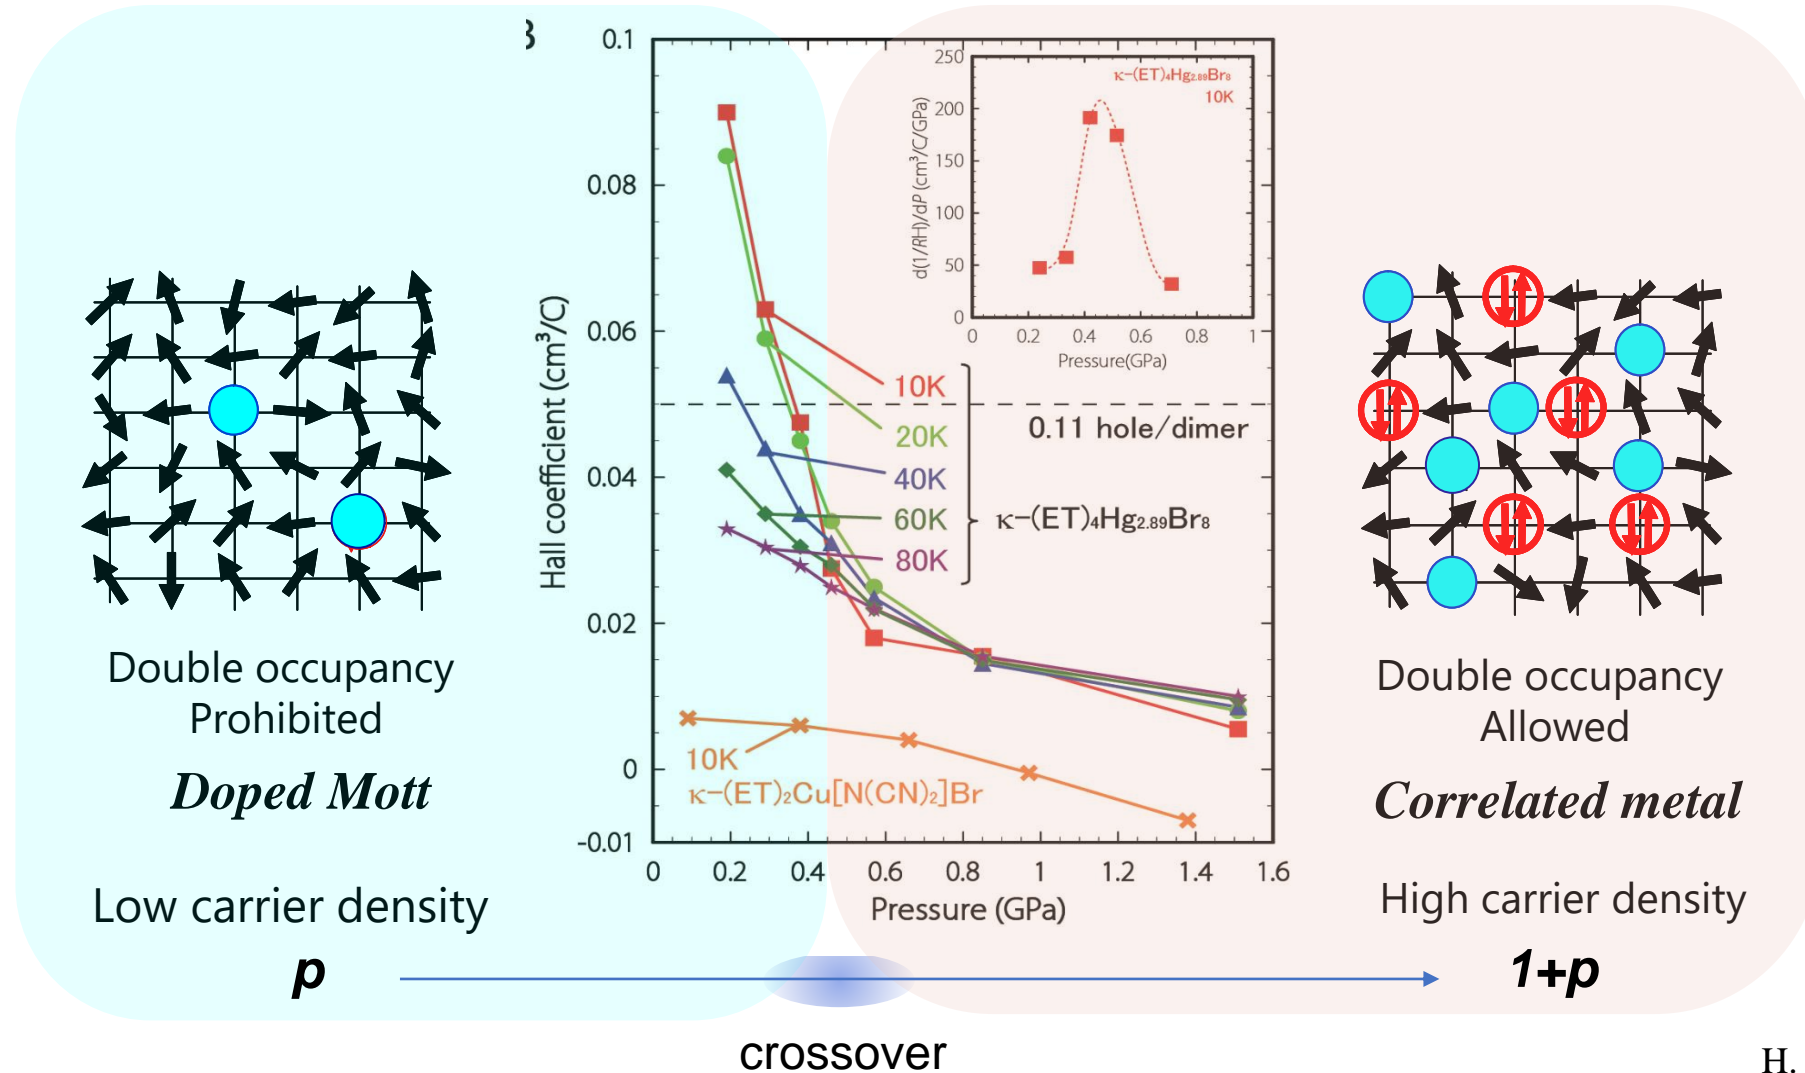 0.1
0.08
0.06
0.04
0.02
0
-0.01
Hall coefficient (cm³/C)
0
0.2
0.4
0.6
0.8
1
1.2
1.4
1.6
Pressure (GPa)
250
200
150
100
50
0
d(1/RH)/dP (cm³/C/GPa)
κ-(ET)₄Hg₂.₈₉Br₈
10K
0
0.2
0.4
0.6
0.8
1
Pressure(GPa)
10K
20K
40K
60K
80K
0.11 hole/dimer
κ-(ET)₄Hg₂.₈₉Br₈
10K
κ-(ET)₂Cu[N(CN)₂]Br
Double occupancy
Prohibited
Doped Mott
Low carrier density
p
Double occupancy
Allowed
Correlated metal
High carrier density
1+p
crossover
H.